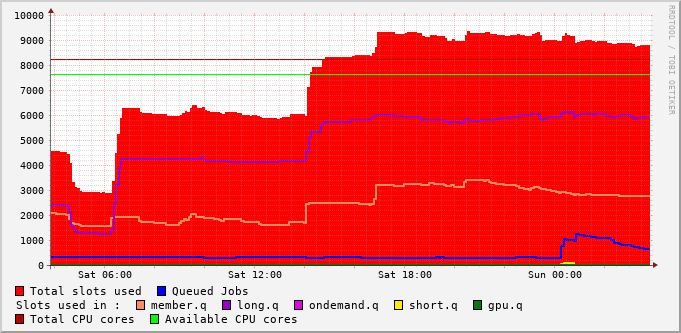 10000
9000
8000
7000
6000
5000
4000
3000
2000
1000
0
Sat 06:00 Sat 12:00 Sat 18:00 Sun 00:00
RRDTOOL / TOBI OETIKER
Total slots used Queued Jobs
Slots used in : member.q long.q ondemand.q short.q gpu.q
Total CPU cores Available CPU cores